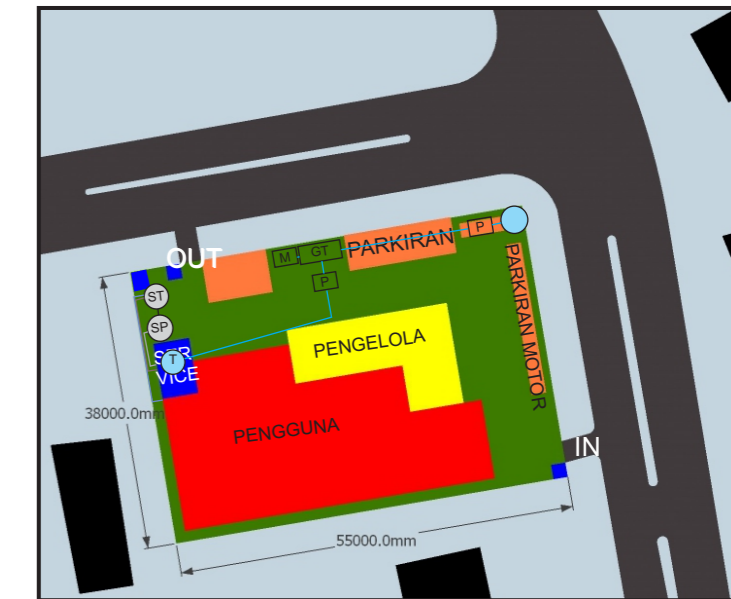 OUT
M
GT
PARKIRAN
P
P
ST
SP
SER
VICE
T
PENGELOLA
PENGGUNA
PARKIRAN MOTOR
IN
38000.0mm
55000.0mm